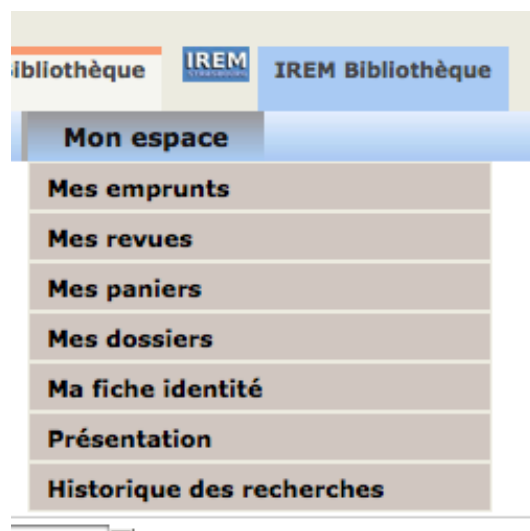 ibliothèque IREM IREM Bibliothèque
Mon espace
Mes emprunts
Mes revues
Mes paniers
Mes dossiers
Ma fiche identité
Présentation
Historique des recherches